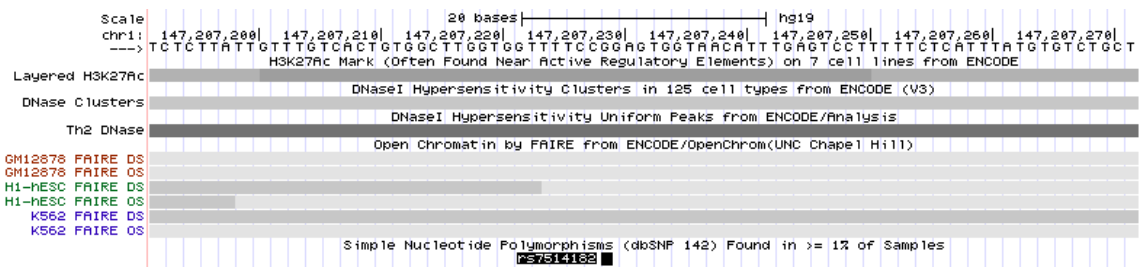 Scale 20 bases hg19
chr1: 147,207,200 147,207,210 147,207,220 147,207,230 147,207,240 147,207,250 147,207,260 147,207,270
---> TCTCTTATTGTTTGTCACTGTGGCTTGGTGGTTTTCCGGAGTGGTAACATTTGAGTCCTTTTTCTCATTTATGTGTCTGCT
H3K27Ac Mark (Often Found Near Active Regulatory Elements) on 7 cell lines from ENCODE
Layered H3K27Ac
DNaseI Hypersensitivity Clusters in 125 cell types from ENCODE (V3)
DNase Clusters
DNaseI Hypersensitivity Uniform Peaks from ENCODE/Analysis
Th2 DNase
Open Chromatin by FAIRE from ENCODE/OpenChrom(UNC Chapel Hill)
GM12878 FAIRE DS
GM12878 FAIRE OS
H1-hESC FAIRE DS
H1-hESC FAIRE OS
K562 FAIRE DS
K562 FAIRE OS
Simple Nucleotide Polymorphisms (dbSNP 142) Found in >= 1% of Samples
rs7514182